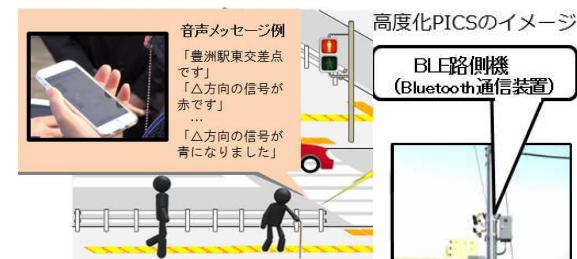 音声メッセージ例
「豊洲駅東交差点
です」
「△方向の信号が
赤です」
…
「△方向の信号が
青になりました」
高度化PICSのイメージ
BLE路側機
（Bluetooth通信装置）